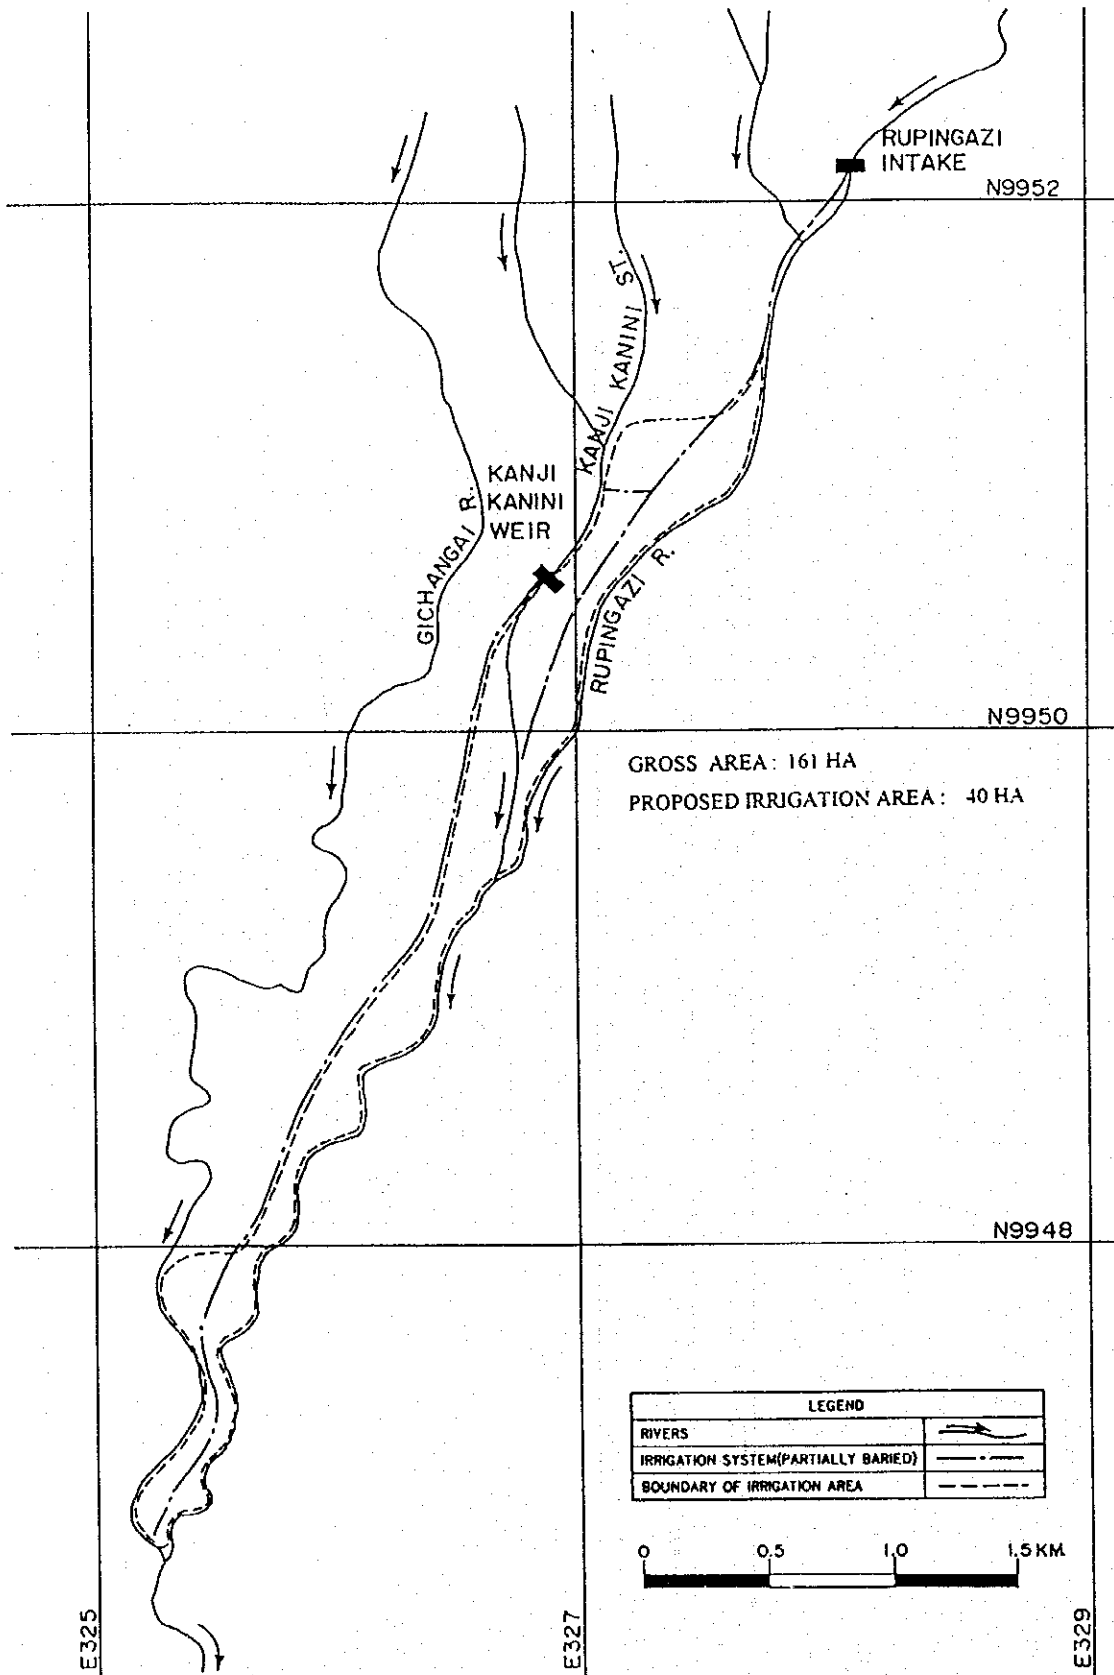 RUPINGAZI
INTAKE
N9952
KANJI KANINI ST.
KANJI
KANINI
WEIR
GICHANGAI R.
RUPINGAZI R.
N9950
GROSS AREA: 161 HA
PROPOSED IRRIGATION AREA: 40 HA
N9948
LEGEND
RIVERS
IRRIGATION SYSTEM(PARTIALLY BARIED)
BOUNDARY OF IRRIGATION AREA
0 0.5 1.0 1.5 KM.
E325
E327
E329